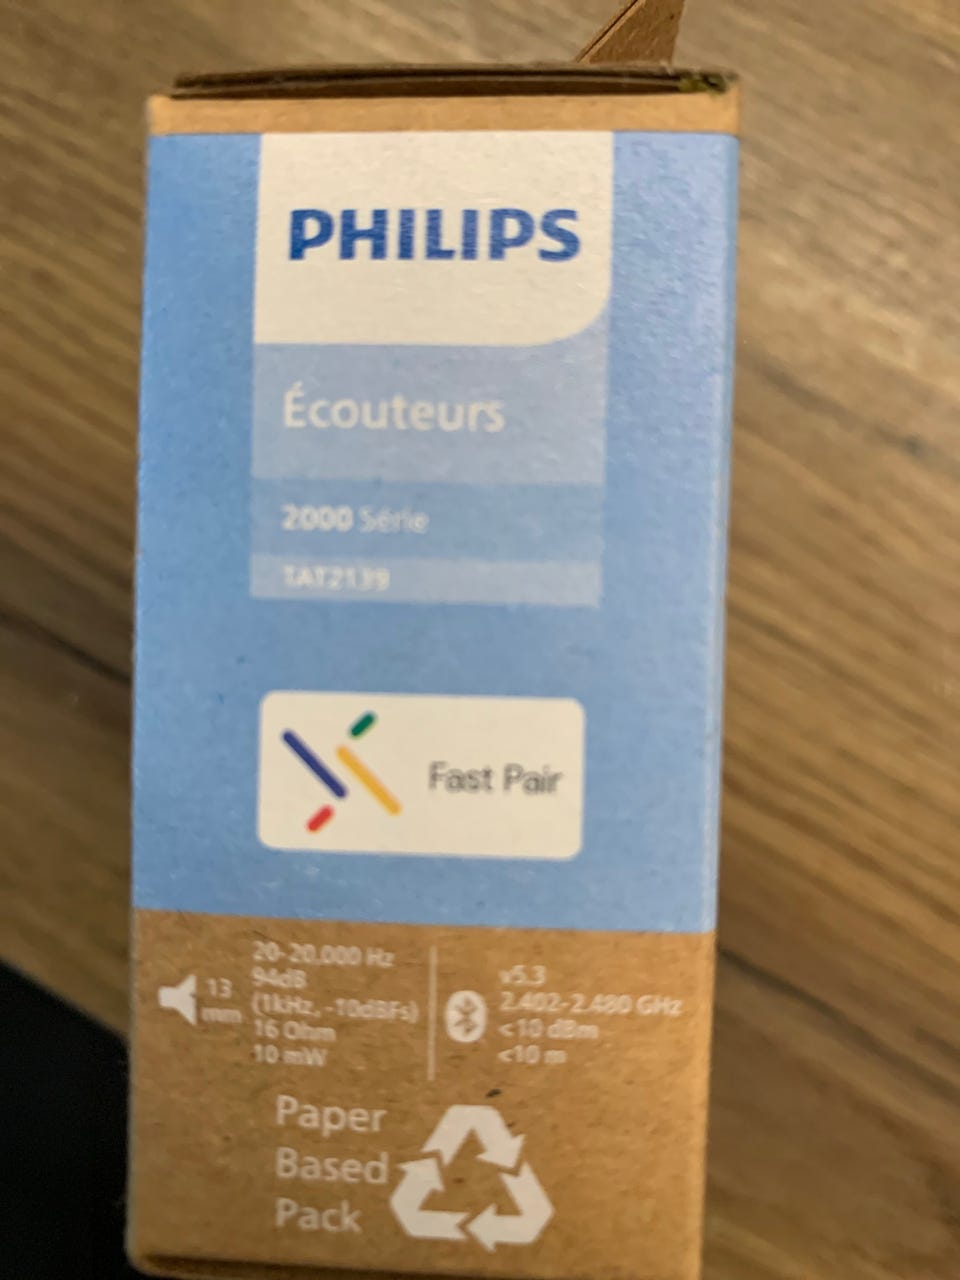 PHILIPS
Écouteurs
2000 Série
TAT2139
Fast Pair
13
mm
20-20,000 Hz
94dB
(1kHz, -10dBFs)
16 Ohm
10 mW
v5.3
2.402-2.480 GHz
<10 dBm
<10 m
Paper
Based
Pack